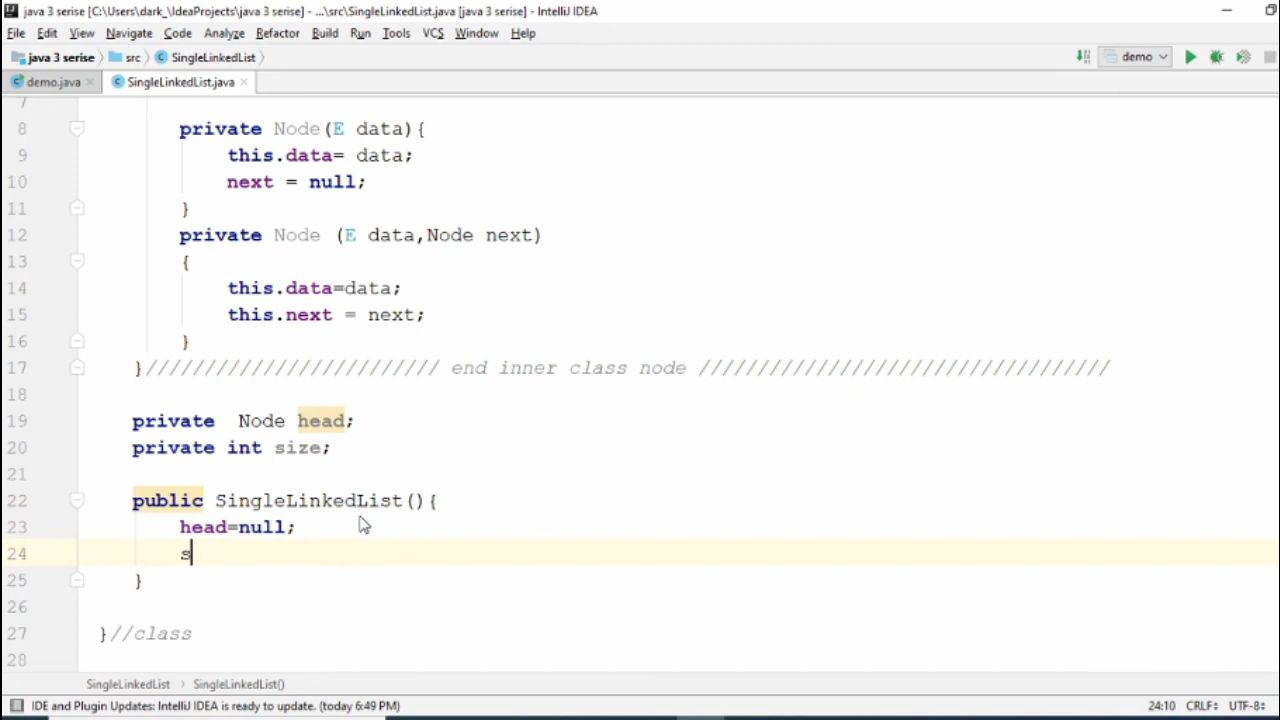 java 3 serise [C:\Users\dark_\IdeaProjects\java 3 serise] - ...\src\SingleLinkedList.java [java 3 serise] - IntelliJ IDEA
File Edit View Navigate Code Analyze Refactor Build Run Tools VCS Window Help
java 3 serise src SingleLinkedList demo
demo.java SingleLinkedList.java
7
8 private Node(E data){
9 this.data= data;
10 next = null;
11 }
12 private Node (E data,Node next)
13 {
14 this.data=data;
15 this.next = next;
16 }
17 }///////////////////////// end inner class node ///////////////////////////////////
18
19 private  Node head;
20 private int size;
21
22 public SingleLinkedList(){
23 head=null;
24 s
25 }
26
27 }//class
28
SingleLinkedList SingleLinkedList()
IDE and Plugin Updates: IntelliJ IDEA is ready to update. (today 6:49 PM) 24:10 CRLF UTF-8